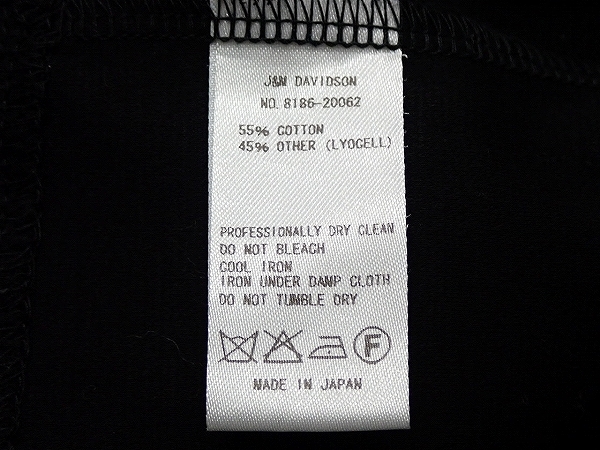 J&M DAVIDSON
NO. 8186-20062
55% COTTON
45% OTHER (LYOCELL)
PROFESSIONALLY DRY CLEAN
DO NOT BLEACH
COOL IRON
IRON UNDER DAMP CLOTH
DO NOT TUMBLE DRY
F
MADE IN JAPAN